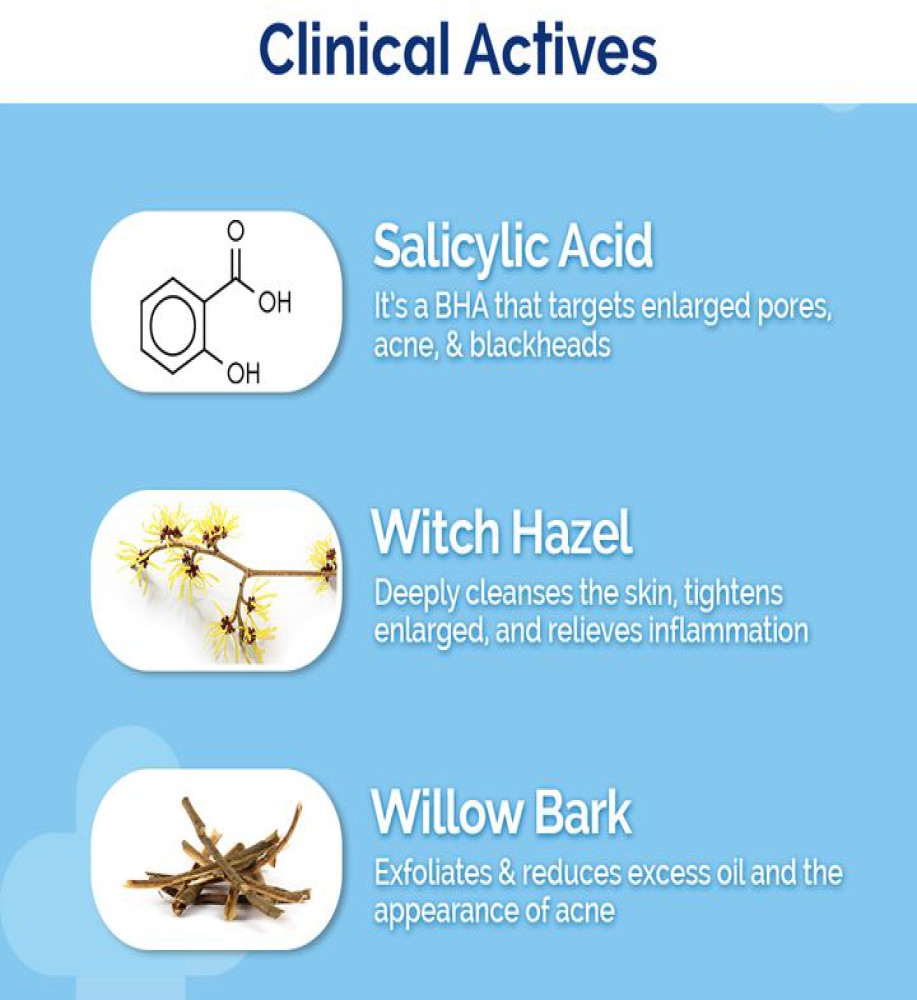 Clinical Actives
O
OH
OH
Salicylic Acid
It's a BHA that targets enlarged pores,
acne, & blackheads
Witch Hazel
Deeply cleanses the skin, tightens
enlarged, and relieves inflammation
Willow Bark
Exfoliates & reduces excess oil and the
appearance of acne